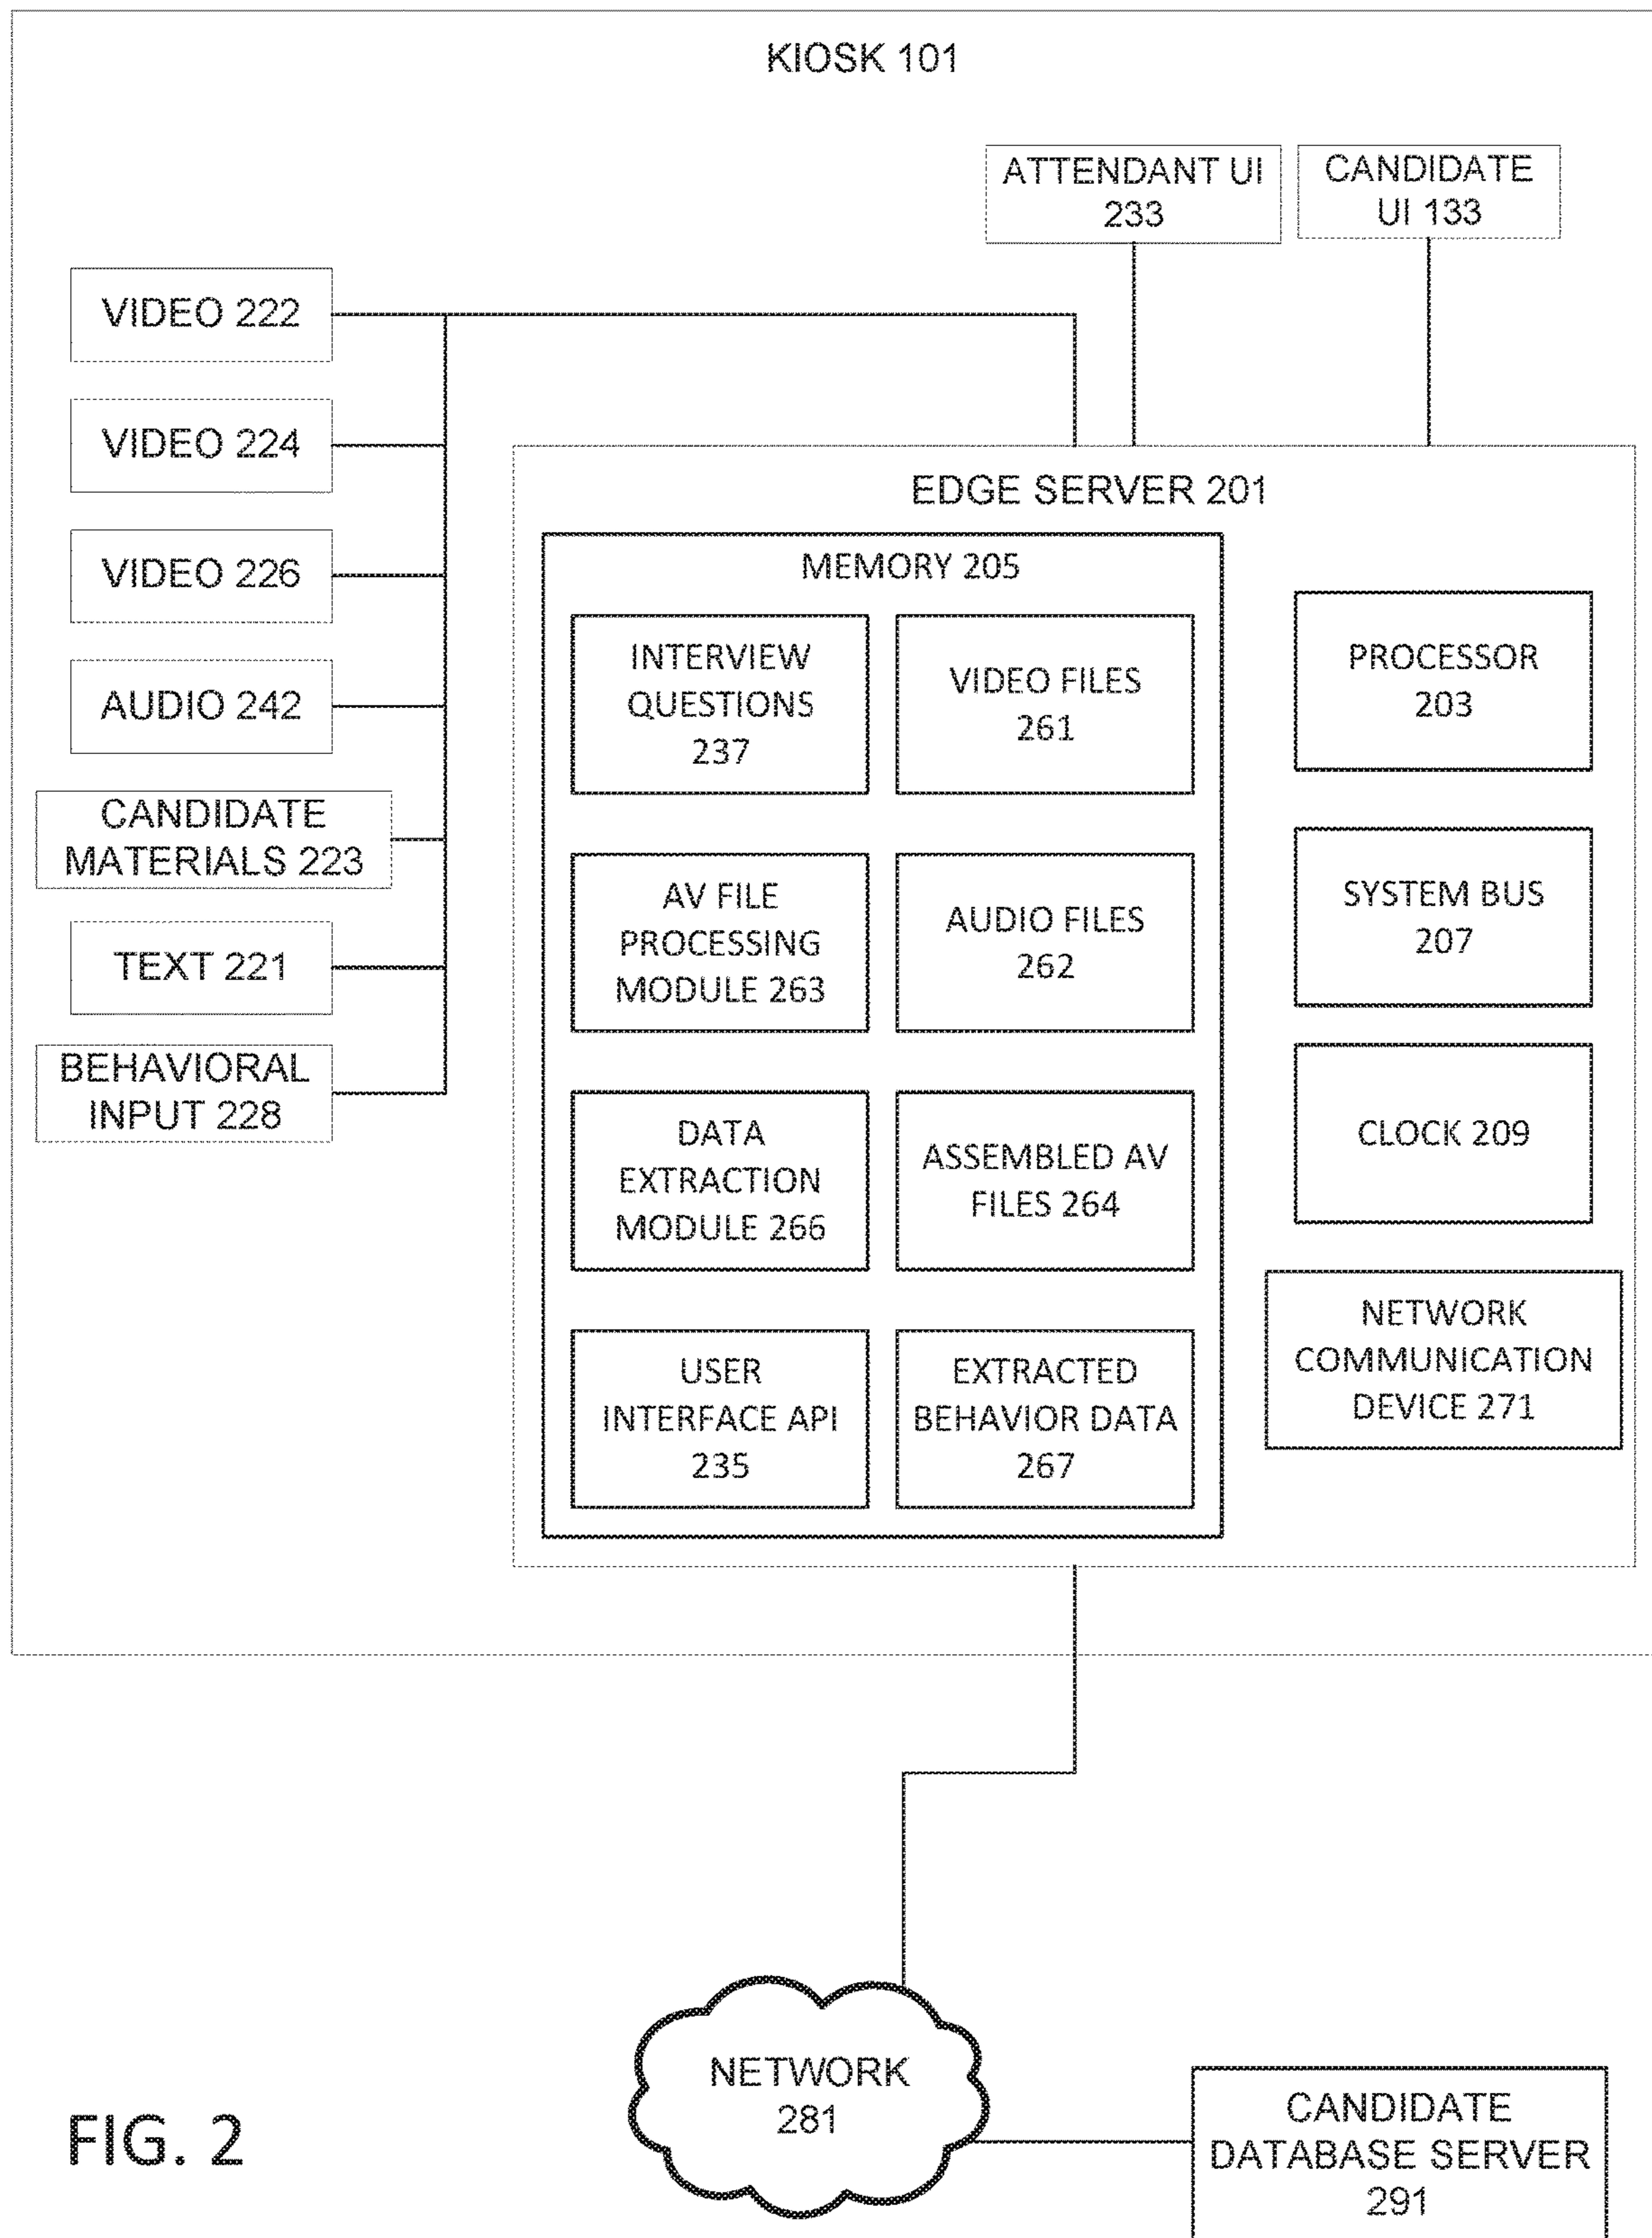 KIOSK 101
ATTENDANT UI
233
CANDIDATE
UI 133
VIDEO 222
VIDEO 224
VIDEO 226
AUDIO 242
CANDIDATE
MATERIALS 223
TEXT 221
BEHAVIORAL
INPUT 228
EDGE SERVER 201
MEMORY 205
INTERVIEW
QUESTIONS
237
VIDEO FILES
261
AV FILE
PROCESSING
MODULE 263
AUDIO FILES
262
DATA
EXTRACTION
MODULE 266
ASSEMBLED AV
FILES 264
USER
INTERFACE API
235
EXTRACTED
BEHAVIOR DATA
267
PROCESSOR
203
SYSTEM BUS
207
CLOCK 209
NETWORK
COMMUNICATION
DEVICE 271
NETWORK
281
CANDIDATE
DATABASE SERVER
291
FIG. 2